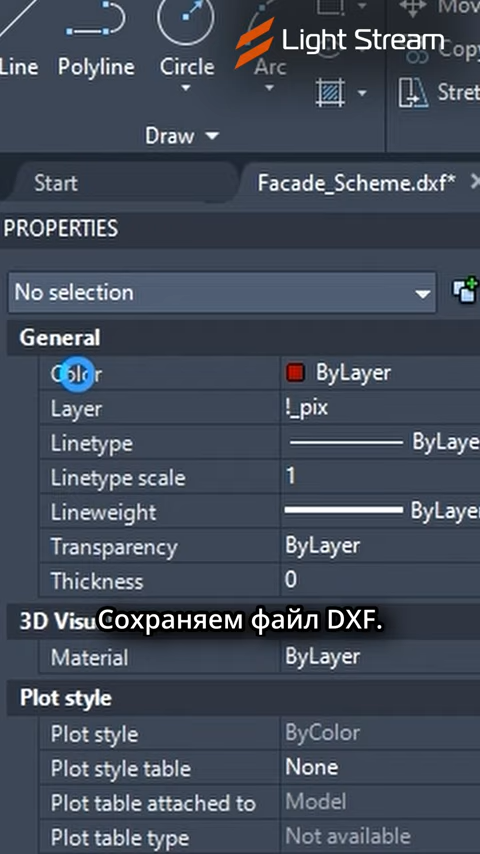 Light Stream
Move
Line Polyline Circle Arc
Copy
Stret
Draw
Start Facade_Scheme.dxf*
PROPERTIES
No selection
General
Color ByLayer
Layer !_pix
Linetype ByLaye
Linetype scale 1
Lineweight ByLayer
Transparency ByLayer
Thickness 0
3D Visu
Сохраняем файл DXF.
Material ByLayer
Plot style
Plot style ByColor
Plot style table None
Plot table attached to Model
Plot table type Not available